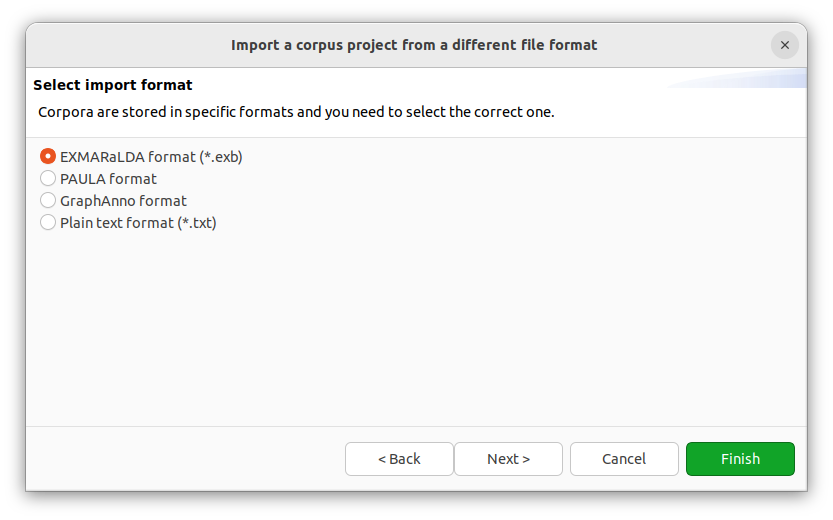 Import a corpus project from a different file format
Select import format
Corpora are stored in specific formats and you need to select the correct one.
EXMARaLDA format (*.exb)
PAULA format
GraphAnno format
Plain text format (*.txt)
< Back
Next >
Cancel
Finish